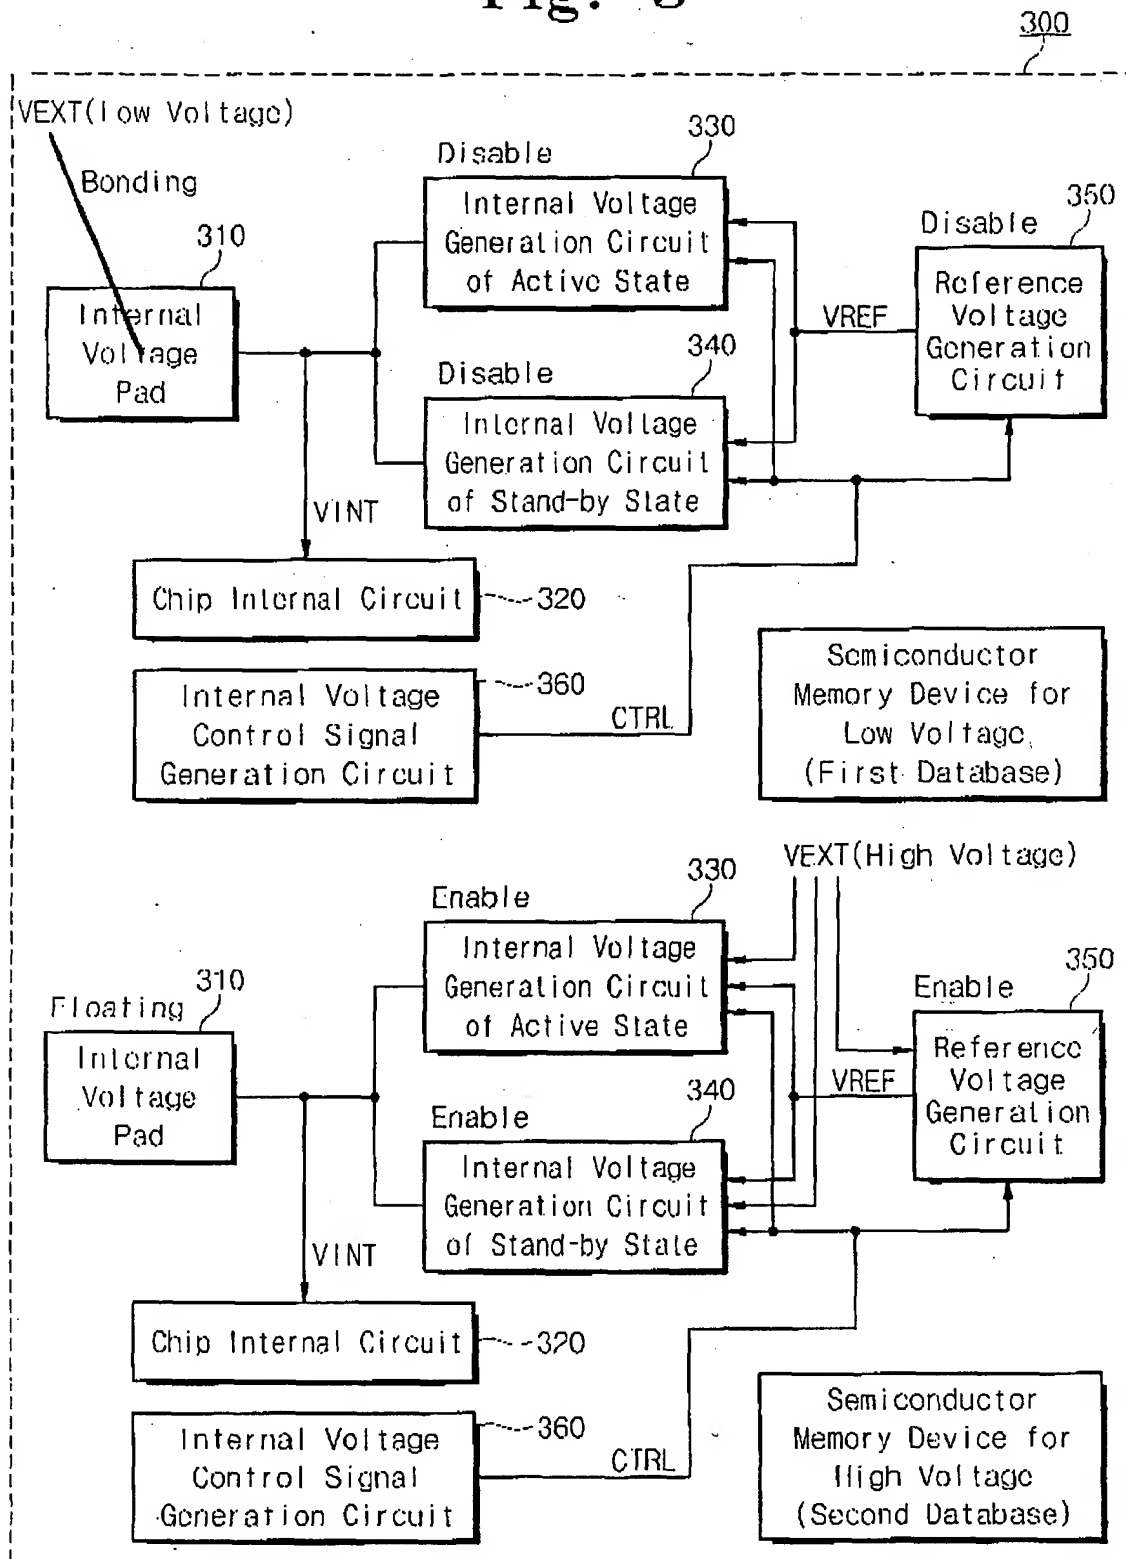 Fig.
300
VEXT(Low Voltage)
Bonding
310
Internal
Voltage
Pad
Disable
330
Internal Voltage
Generation Circuit
of Active State
Disable
340
Internal Voltage
Generation Circuit
of Stand-by State
VREF
Disable
350
Reference
Voltage
Generation
Circuit
VINT
Chip Internal Circuit
320
Internal Voltage
Control Signal
Generation Circuit
360
CTRL
Semiconductor
Memory Device for
Low Voltage
(First Database)
VEXT(High Voltage)
Floating
310
Internal
Voltage
Pad
Enable
330
Internal Voltage
Generation Circuit
of Active State
Enable
340
Internal Voltage
Generation Circuit
of Stand-by State
VREF
Enable
350
Reference
Voltage
Generation
Circuit
VINT
Chip Internal Circuit
320
Internal Voltage
Control Signal
Generation Circuit
360
CTRL
Semiconductor
Memory Device for
High Voltage
(Second Database)